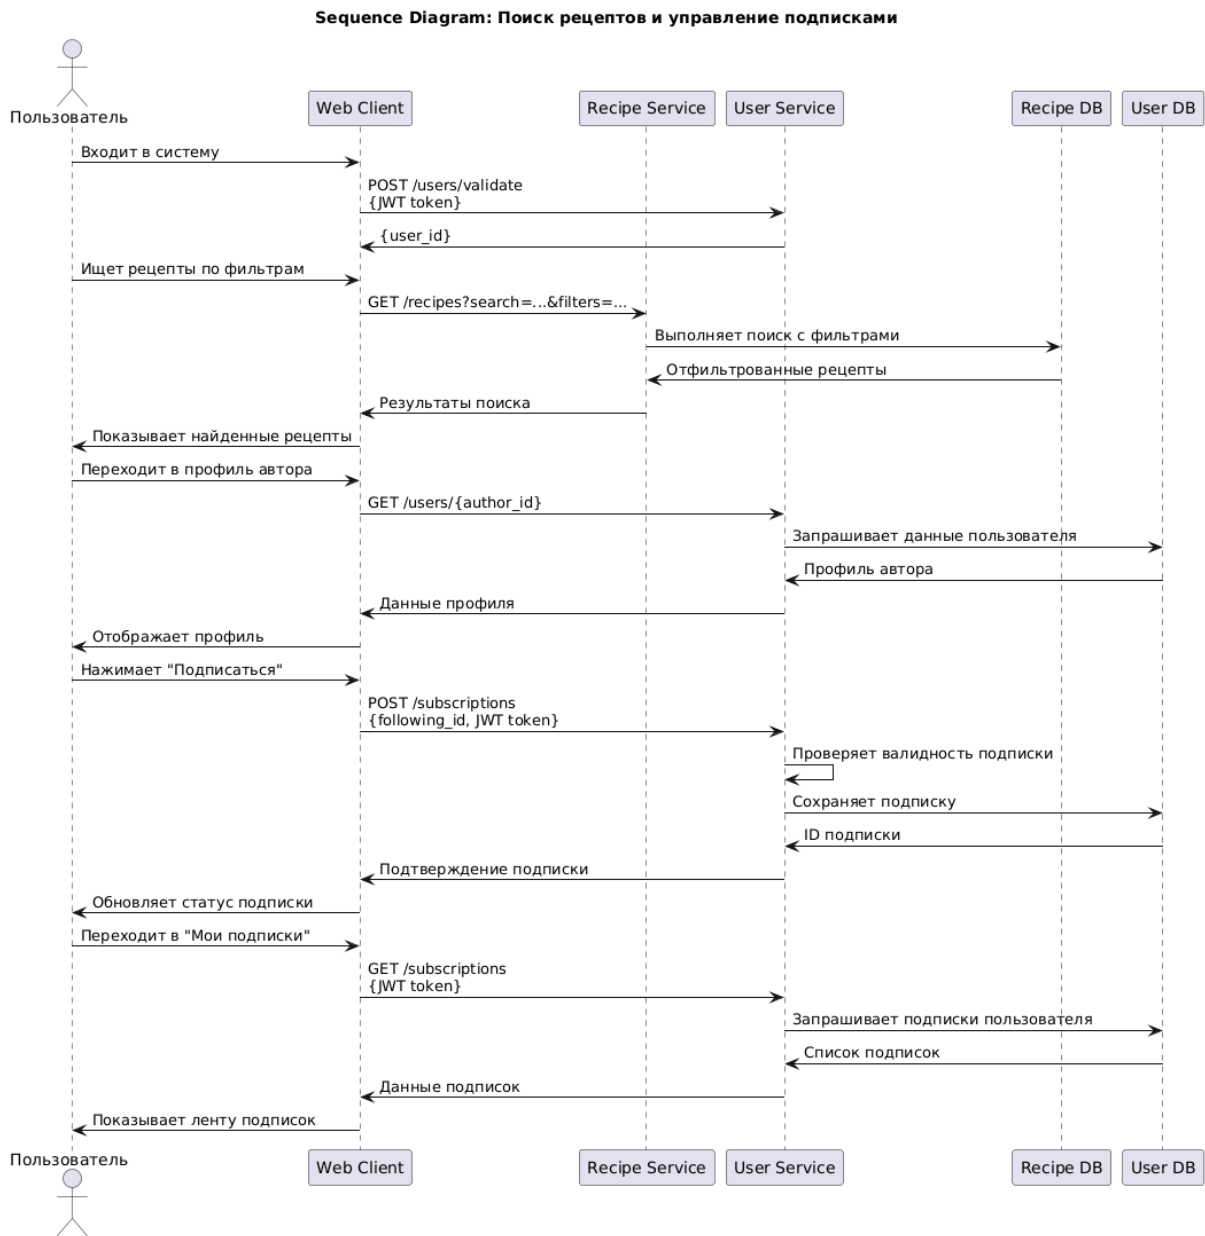 Sequence Diagram: Поиск рецептов и управление подписками
Пользователь
Web Client
Recipe Service
User Service
Recipe DB
User DB
Входит в систему
POST /users/validate
{JWT token}
{user_id}
Ищет рецепты по фильтрам
GET /recipes?search=...&filters=...
Выполняет поиск с фильтрами
Отфильтрованные рецепты
Результаты поиска
Показывает найденные рецепты
Переходит в профиль автора
GET /users/{author_id}
Запрашивает данные пользователя
Профиль автора
Данные профиля
Отображает профиль
Нажимает "Подписаться"
POST /subscriptions
{following_id, JWT token}
Проверяет валидность подписки
Сохраняет подписку
ID подписки
Подтверждение подписки
Обновляет статус подписки
Переходит в "Мои подписки"
GET /subscriptions
{JWT token}
Запрашивает подписки пользователя
Список подписок
Данные подписок
Показывает ленту подписок
Пользователь
Web Client
Recipe Service
User Service
Recipe DB
User DB